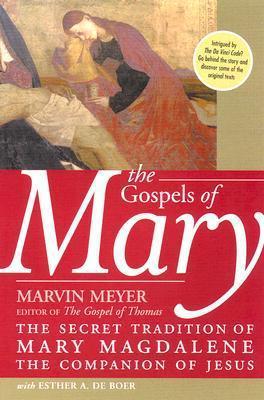 Intrigued by
The Da Vinci Code?
Go behind the story and
discover some of the
original texts
the
Gospels of
Mary
MARVIN MEYER
EDITOR OF The Gospel of Thomas
THE SECRET TRADITION OF
MARY MAGDALENE
THE COMPANION OF JESUS
with ESTHER A. DE BOER